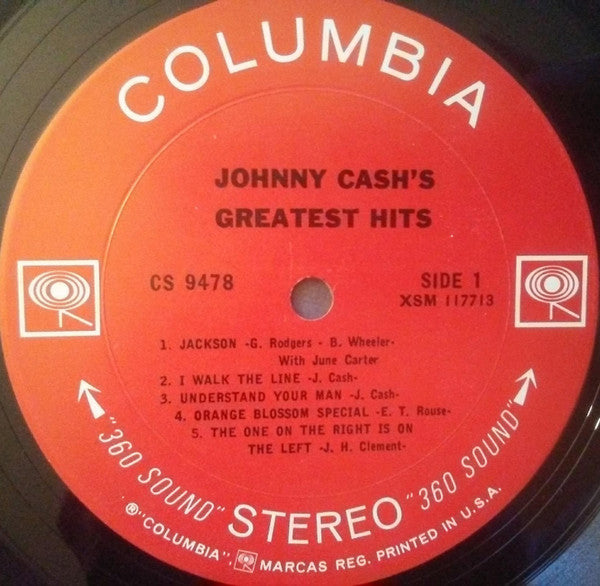 COLUMBIA
JOHNNY CASH'S
GREATEST HITS
CS 9478
SIDE 1
XSM 117713
1. JACKSON -G. Rodgers - B. Wheeler-
With June Carter
2. I WALK THE LINE -J. Cash-
3. UNDERSTAND YOUR MAN -J. Cash-
4. ORANGE BLOSSOM SPECIAL -E. T. Rouse-
5. THE ONE ON THE RIGHT IS ON
THE LEFT -J. H. Clement-
"360 SOUND" STEREO "360 SOUND"
®"COLUMBIA", MARCAS REG. PRINTED IN U.S.A.